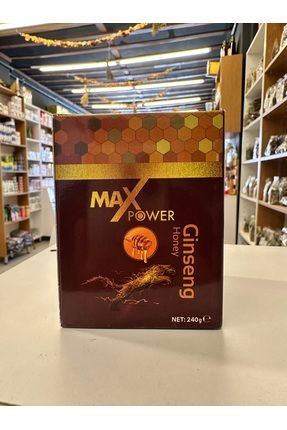 MAX
POWER
Ginseng
Honey
NET: 240g ℮